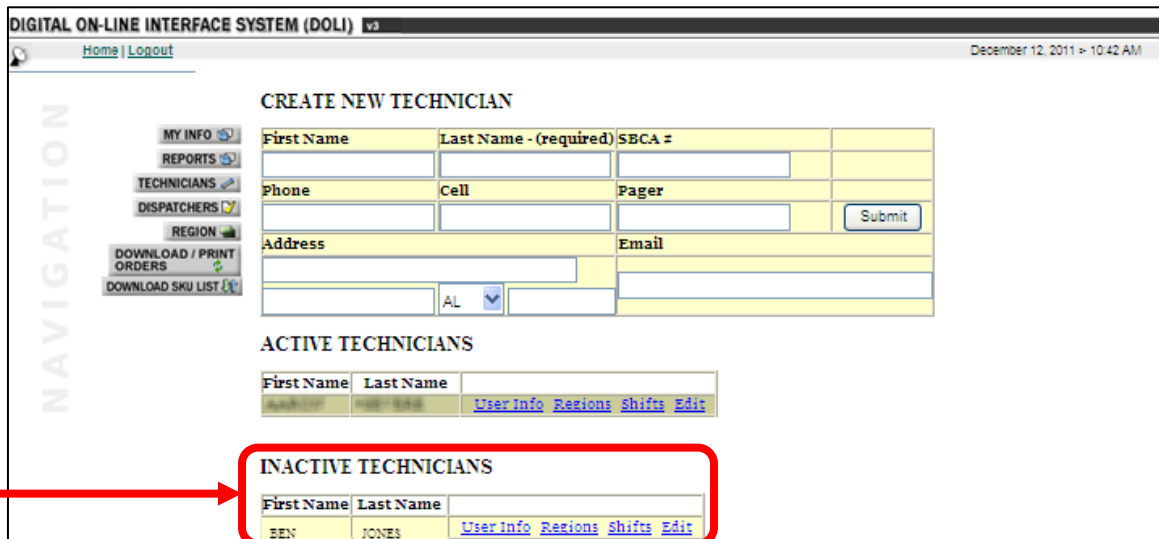 DIGITAL ON-LINE INTERFACE SYSTEM (DOLI) v3
Home | Logout December 12, 2011 > 10:42 AM
NAVIGATION
MY INFO
REPORTS
TECHNICIANS
DISPATCHERS
REGION
DOWNLOAD / PRINT
ORDERS
DOWNLOAD SKU LIST
CREATE NEW TECHNICIAN
First Name Last Name - (required) SBCA #
Phone Cell Pager
Submit
Address Email
AL
ACTIVE TECHNICIANS
First Name Last Name
User Info Regions Shifts Edit
INACTIVE TECHNICIANS
First Name Last Name
BEN JONES User Info Regions Shifts Edit